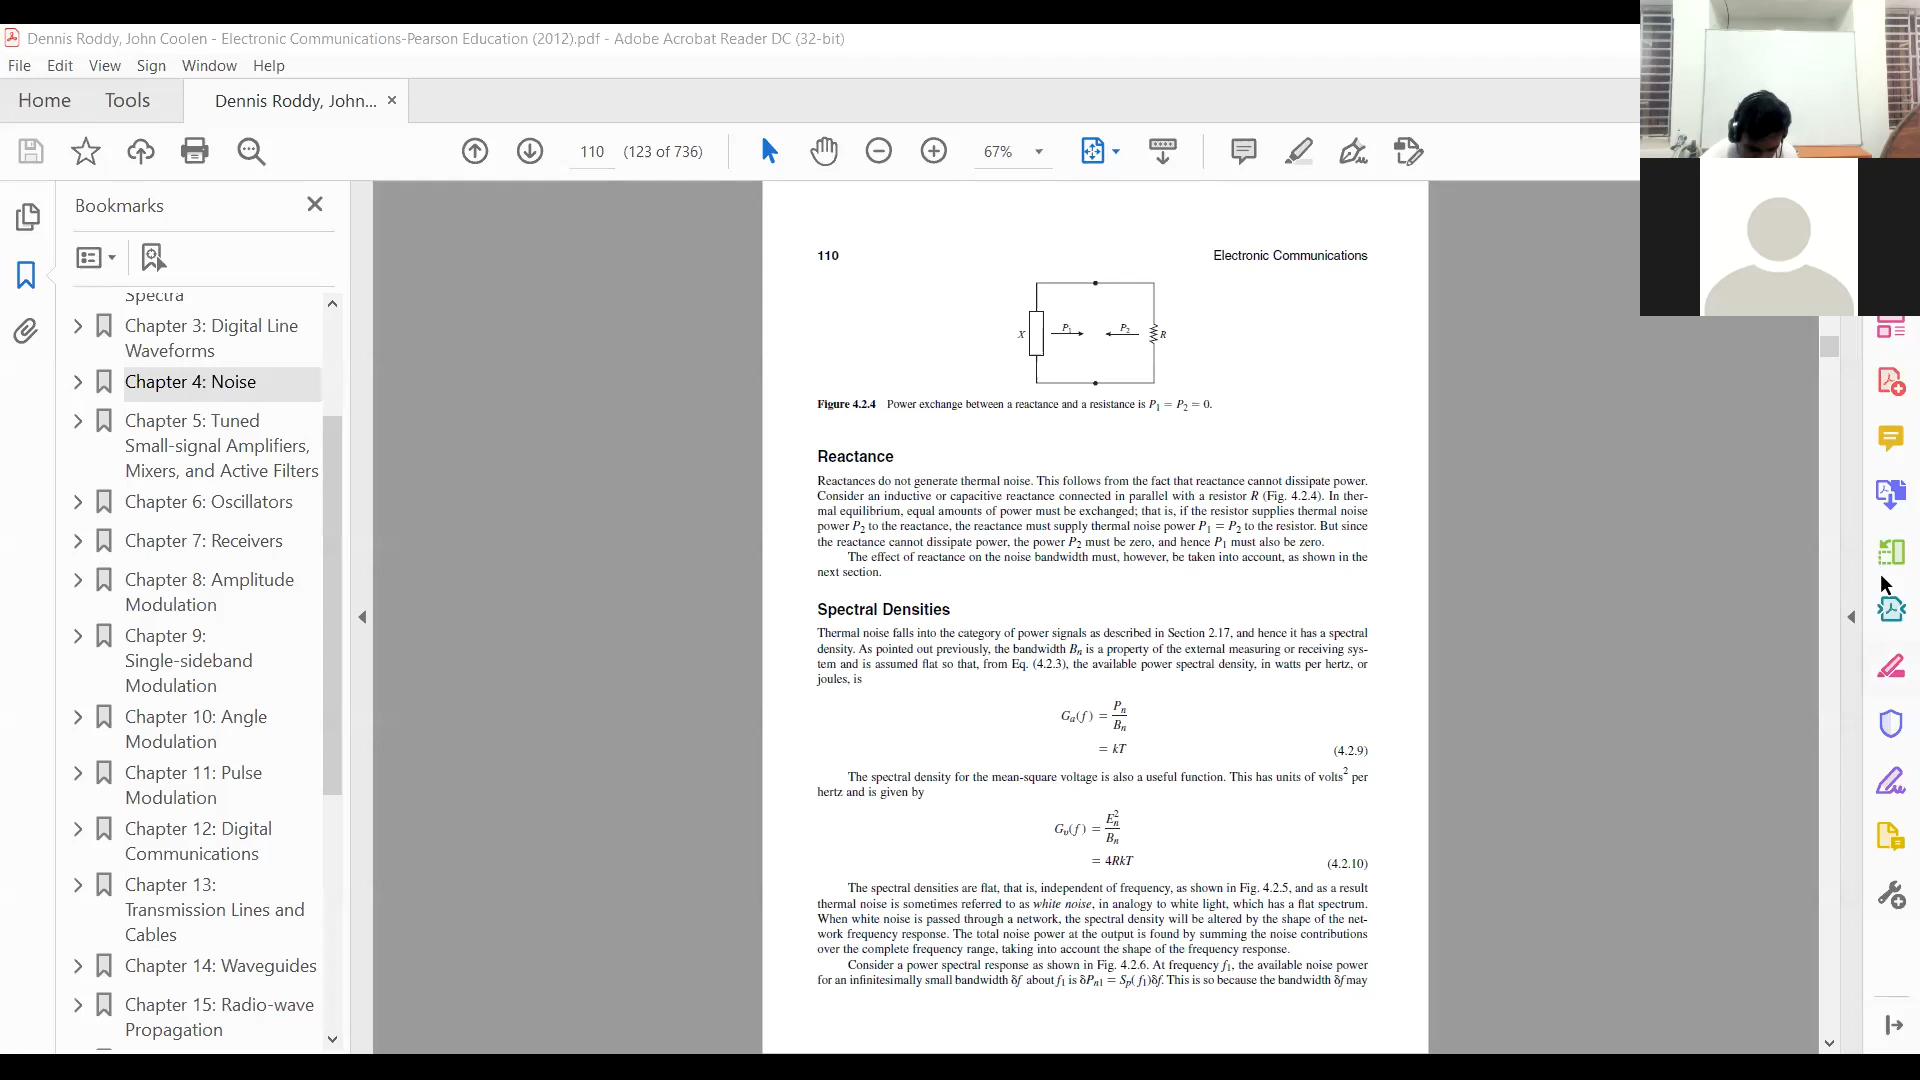 Dennis Roddy, John Coolen - Electronic Communications-Pearson Education (2012).pdf - Adobe Acrobat Reader DC (32-bit)
File Edit View Sign Window Help
Home Tools Dennis Roddy, John... ×
110 (123 of 736) 67%
Bookmarks
Spectra
Chapter 3: Digital Line
Waveforms
Chapter 4: Noise
Chapter 5: Tuned
Small-signal Amplifiers,
Mixers, and Active Filters
Chapter 6: Oscillators
Chapter 7: Receivers
Chapter 8: Amplitude
Modulation
Chapter 9:
Single-sideband
Modulation
Chapter 10: Angle
Modulation
Chapter 11: Pulse
Modulation
Chapter 12: Digital
Communications
Chapter 13:
Transmission Lines and
Cables
Chapter 14: Waveguides
Chapter 15: Radio-wave
Propagation
110 Electronic Communications
X P₁ P₂ R
Figure 4.2.4 Power exchange between a reactance and a resistance is P₁ = P₂ = 0.
Reactance
Reactances do not generate thermal noise. This follows from the fact that reactance cannot dissipate power.
Consider an inductive or capacitive reactance connected in parallel with a resistor R (Fig. 4.2.4). In ther-
mal equilibrium, equal amounts of power must be exchanged; that is, if the resistor supplies thermal noise
power P₂ to the reactance, the reactance must supply thermal noise power P₁ = P₂ to the resistor. But since
the reactance cannot dissipate power, the power P₂ must be zero, and hence P₁ must also be zero.
The effect of reactance on the noise bandwidth must, however, be taken into account, as shown in the
next section.
Spectral Densities
Thermal noise falls into the category of power signals as described in Section 2.17, and hence it has a spectral
density. As pointed out previously, the bandwidth Bₙ is a property of the external measuring or receiving sys-
tem and is assumed flat so that, from Eq. (4.2.3), the available power spectral density, in watts per hertz, or
joules, is
Gₐ(f) = Pₙ/Bₙ
= kT (4.2.9)
The spectral density for the mean-square voltage is also a useful function. This has units of volts² per
hertz and is given by
Gᵥ(f) = Eₙ²/Bₙ
= 4RkT (4.2.10)
The spectral densities are flat, that is, independent of frequency, as shown in Fig. 4.2.5, and as a result
thermal noise is sometimes referred to as white noise, in analogy to white light, which has a flat spectrum.
When white noise is passed through a network, the spectral density will be altered by the shape of the net-
work frequency response. The total noise power at the output is found by summing the noise contributions
over the complete frequency range, taking into account the shape of the frequency response.
Consider a power spectral response as shown in Fig. 4.2.6. At frequency f₁, the available noise power
for an infinitesimally small bandwidth δf about f₁ is δPₙ₁ = Sₚ(f₁)δf. This is so because the bandwidth δf may